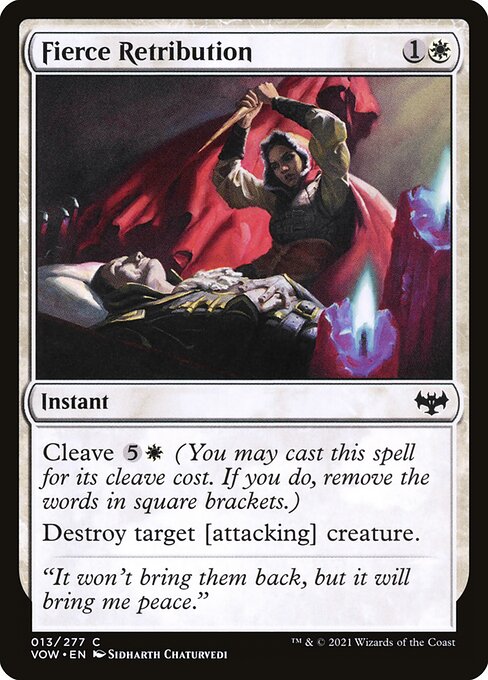 Fierce Retribution 1
Instant
Cleave 5 (You may cast this spell
for its cleave cost. If you do, remove the
words in square brackets.)
Destroy target [attacking] creature.
“It won’t bring them back, but it will
bring me peace.”
013/277 C
™ & © 2021 Wizards of the Coast
VOW • EN Sidharth Chaturvedi